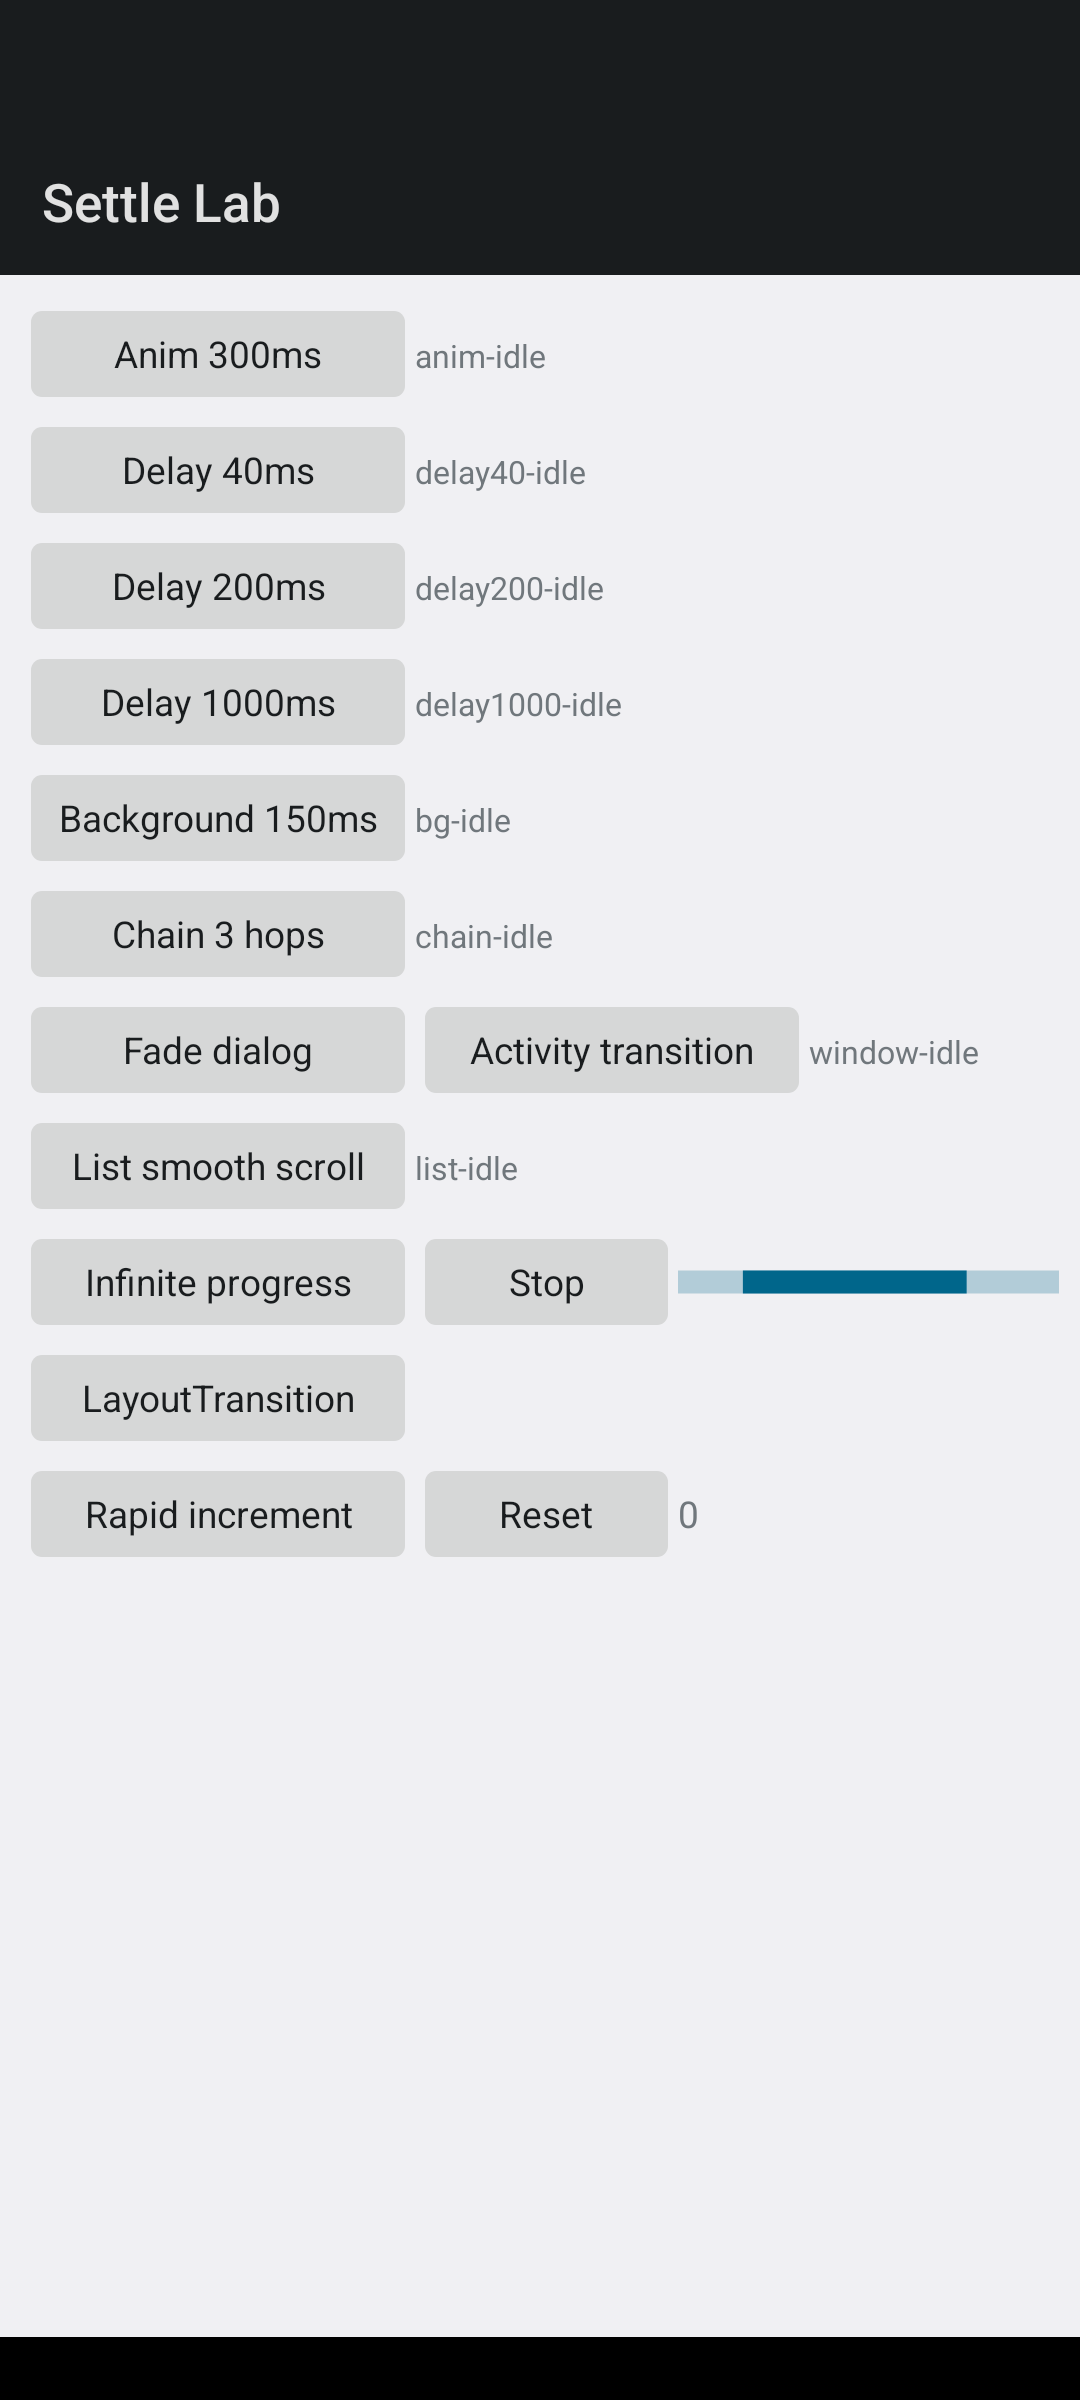 Settle Lab
Anim 300ms anim-idle
Delay 40ms delay40-idle
Delay 200ms delay200-idle
Delay 1000ms delay1000-idle
Background 150ms bg-idle
Chain 3 hops chain-idle
Fade dialog Activity transition window-idle
List smooth scroll list-idle
Infinite progress Stop
LayoutTransition
Rapid increment Reset 0